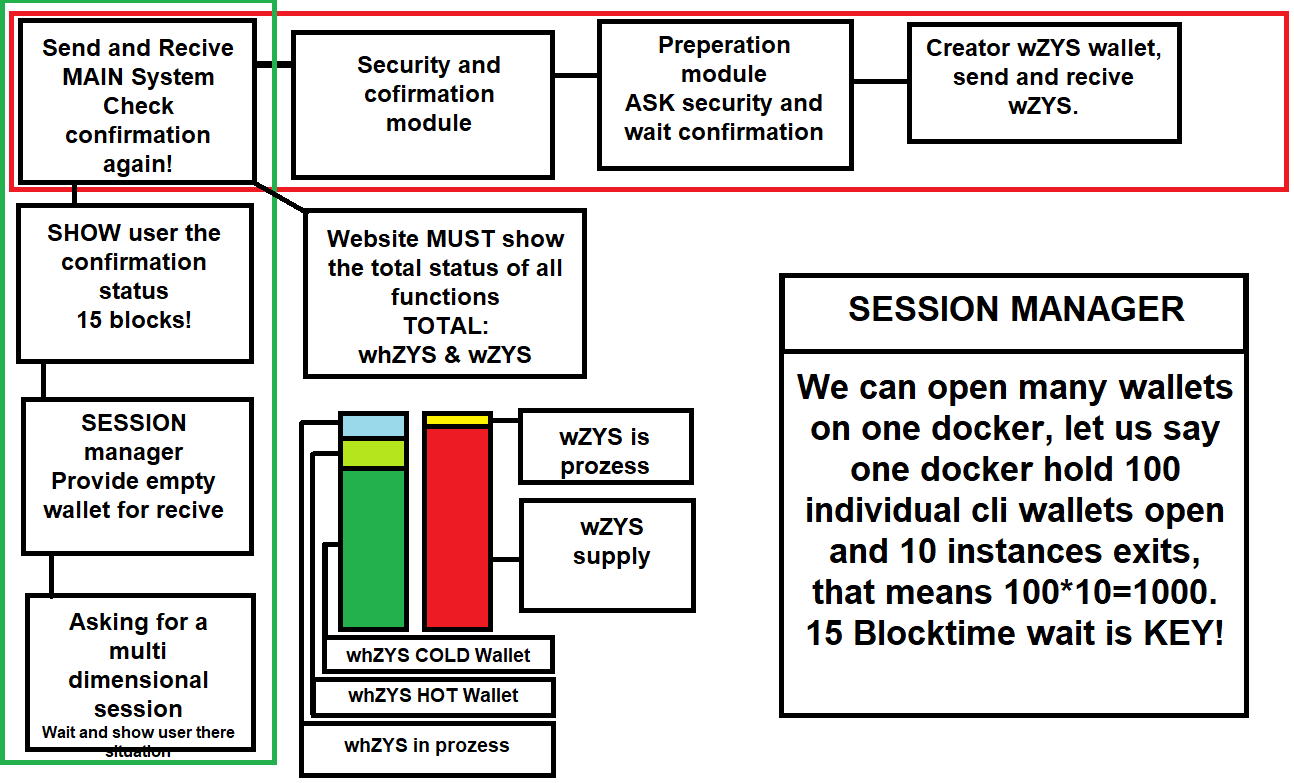 Send and Recive
MAIN System
Check
confirmation
again!
Security and
cofirmation
module
Preperation
module
ASK security and
wait confirmation
Creator wZYS wallet,
send and recive
wZYS.
SHOW user the
confirmation
status
15 blocks!
Website MUST show
the total status of all
functions
TOTAL:
whZYS & wZYS
SESSION
manager
Provide empty
wallet for recive
Asking for a
multi
dimensional
session
Wait and show user there
situation
wZYS is
prozess
wZYS
supply
whZYS COLD Wallet
whZYS HOT Wallet
whZYS in prozess
SESSION MANAGER
We can open many wallets
on one docker, let us say
one docker hold 100
individual cli wallets open
and 10 instances exits,
that means 100*10=1000.
15 Blocktime wait is KEY!